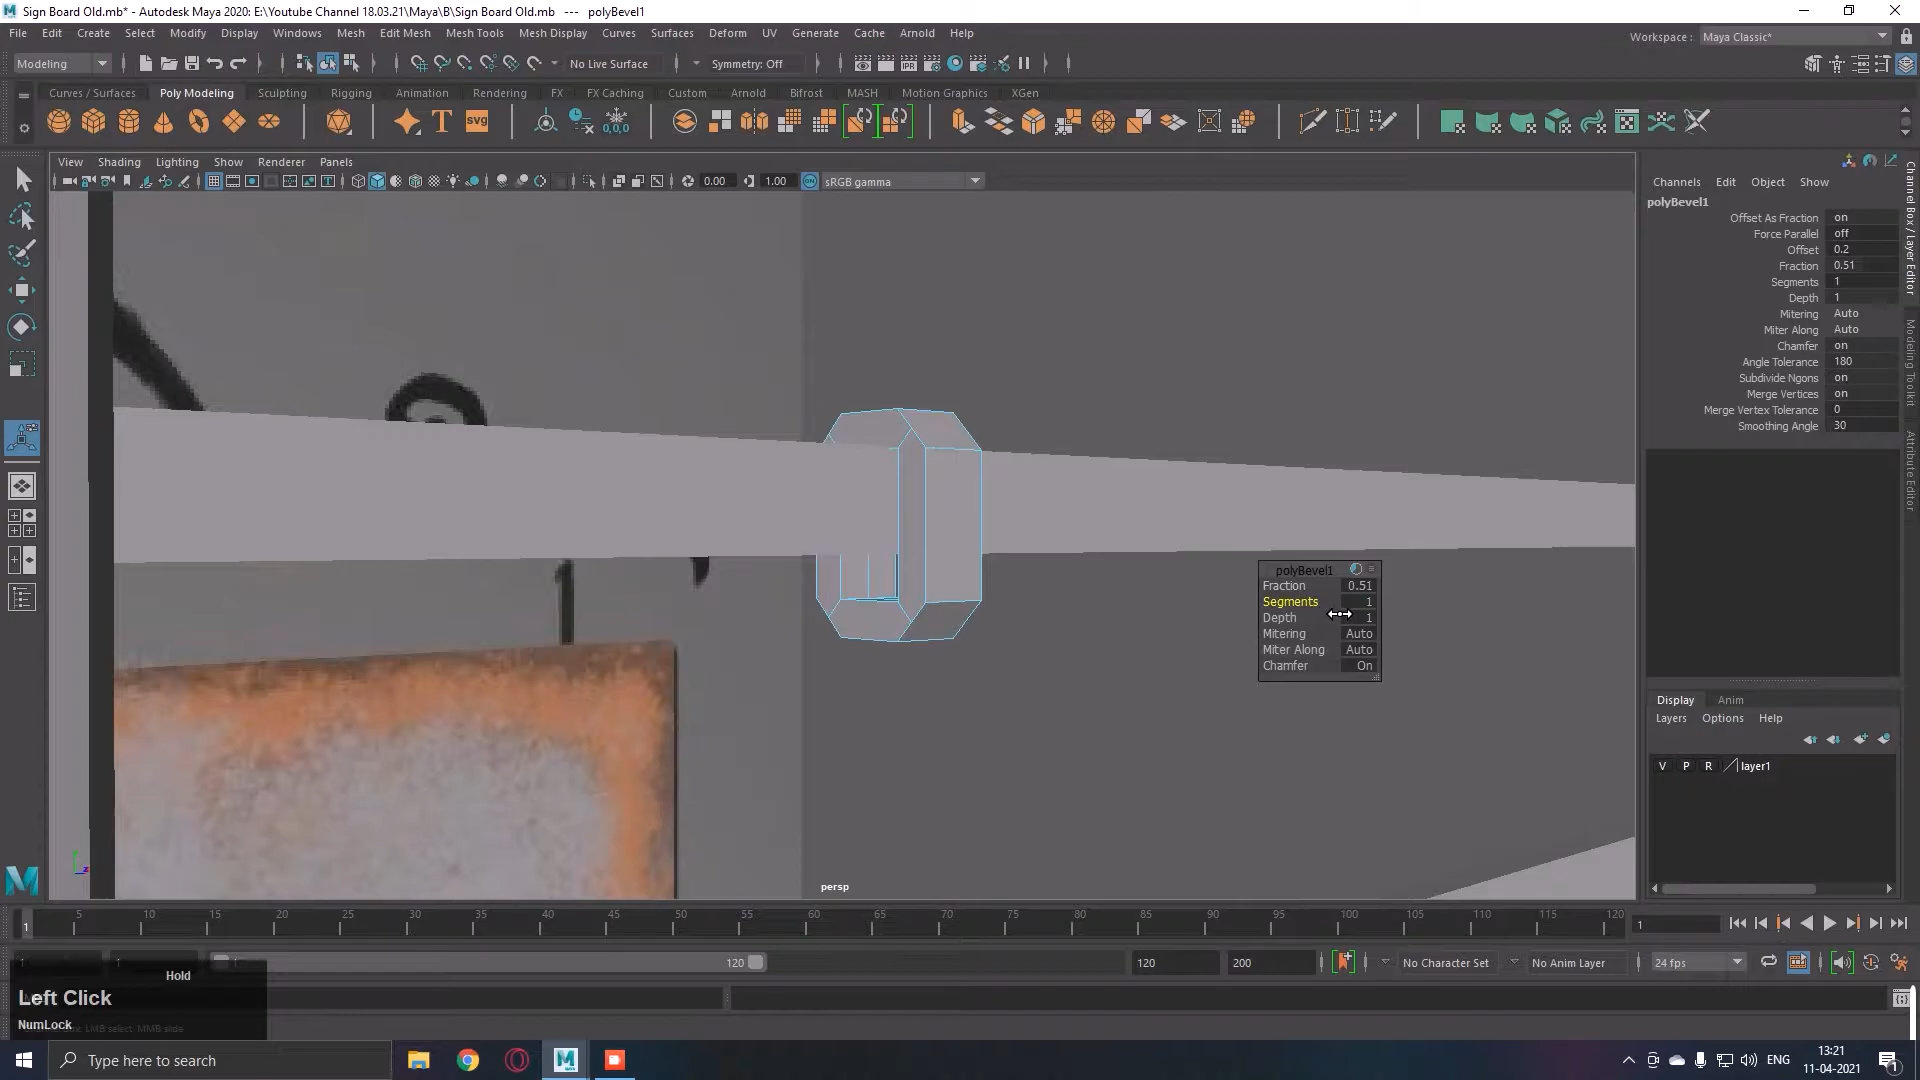 Sign Board Old.mb* - Autodesk Maya 2020: E:\Youtube Channel 18.03.21\Maya\B\Sign Board Old.mb --- polyBevel1
File Edit Create Select Modify Display Windows Mesh Edit Mesh Mesh Tools Mesh Display Curves Surfaces Deform UV Generate Cache Arnold Help
Workspace : Maya Classic*
Modeling No Live Surface Symmetry: Off
Curves / Surfaces Poly Modeling Sculpting Rigging Animation Rendering FX FX Caching Custom Arnold Bifrost MASH Motion Graphics XGen
View Shading Lighting Show Renderer Panels
0.00 1.00 sRGB gamma
Channels Edit Object Show
polyBevel1
Offset As Fraction on
Force Parallel off
Offset 0.2
Fraction 0.51
Segments 1
Depth 1
Mitering Auto
Miter Along Auto
Chamfer on
Angle Tolerance 180
Subdivide Ngons on
Merge Vertices on
Merge Vertex Tolerance 0
Smoothing Angle 30
Channel Box / Layer Editor
Modeling Toolkit
Attribute Editor
polyBevel1
Fraction 0.51
Segments 1
Depth 1
Mitering Auto
Miter Along Auto
Chamfer On
persp
Display Anim
Layers Options Help
V P R layer1
5 10 15 20 25 30 35 40 45 50 55 60 65 70 75 80 85 90 95 100 105 110 115 120
1 1
120 120 200 No Character Set No Anim Layer 24 fps
Hold
Left Click
NumLock
Type here to search
ENG
13:21
11-04-2021